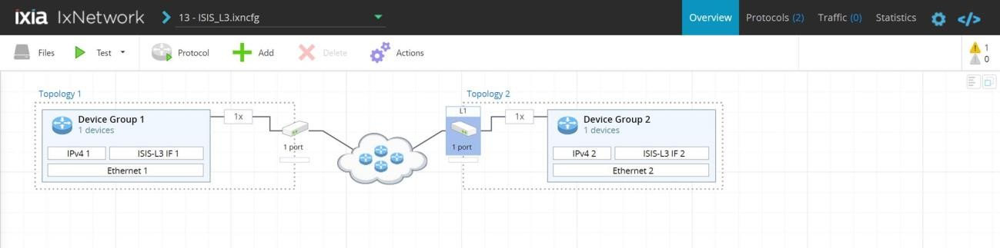 ixia IxNetwork 13 - ISIS_L3.ixncfg Overview Protocols (2) Traffic (0) Statistics
Files Test Protocol Add Delete Actions 1
0
Topology 1 Topology 2
Device Group 1
1 devices
IPv4 1 ISIS-L3 IF 1
Ethernet 1
1x
1 port
L1
1 port
1x
Device Group 2
1 devices
IPv4 2 ISIS-L3 IF 2
Ethernet 2